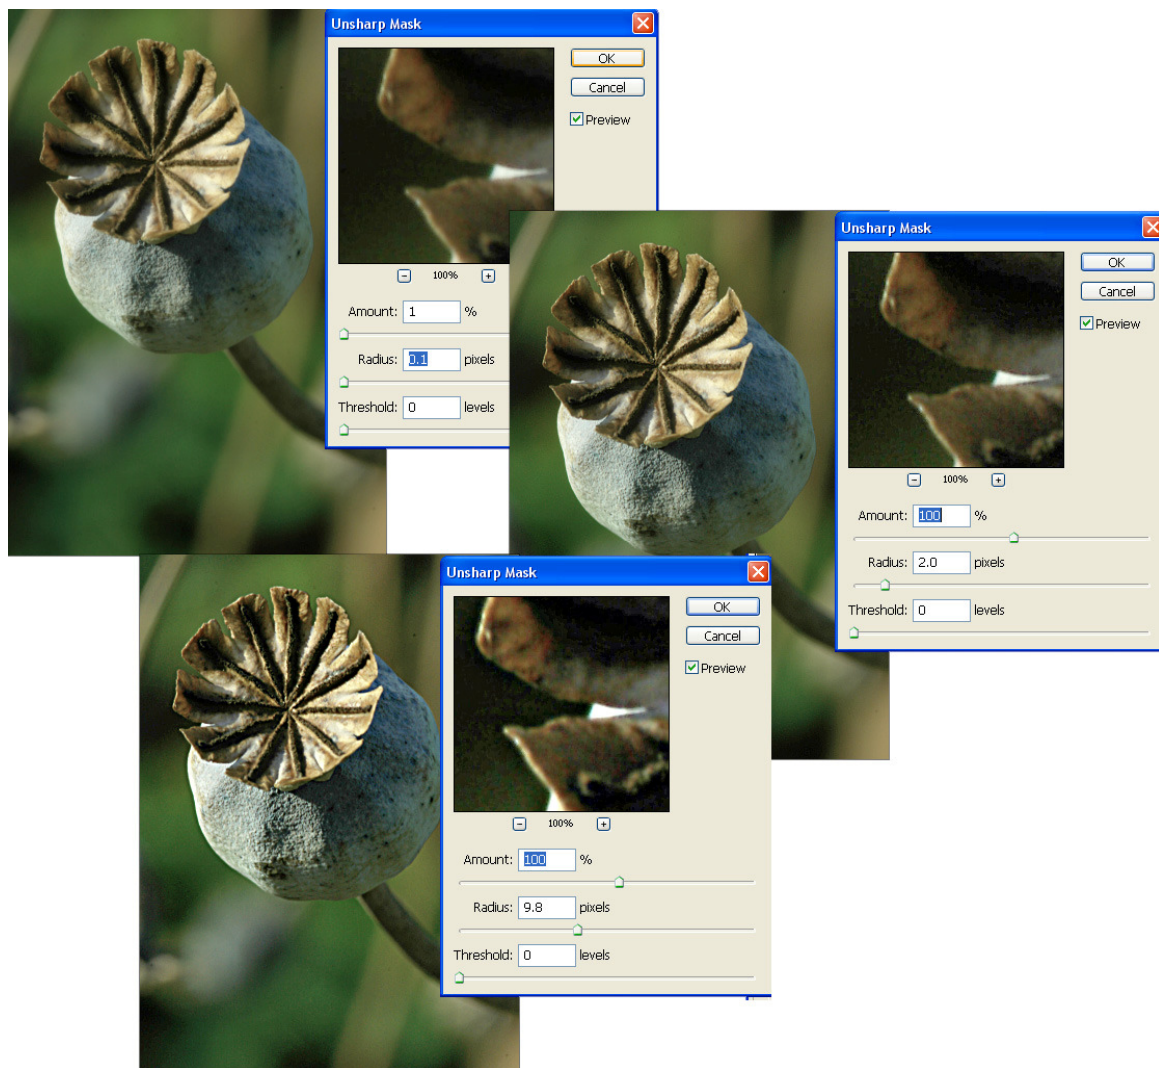 Unsharp Mask
OK
Cancel
Preview
100%
Amount: 1 %
Radius: 0.1 pixels
Threshold: 0 levels
Unsharp Mask
OK
Cancel
Preview
100%
Amount: 100 %
Radius: 2.0 pixels
Threshold: 0 levels
Unsharp Mask
OK
Cancel
Preview
100%
Amount: 100 %
Radius: 9.8 pixels
Threshold: 0 levels